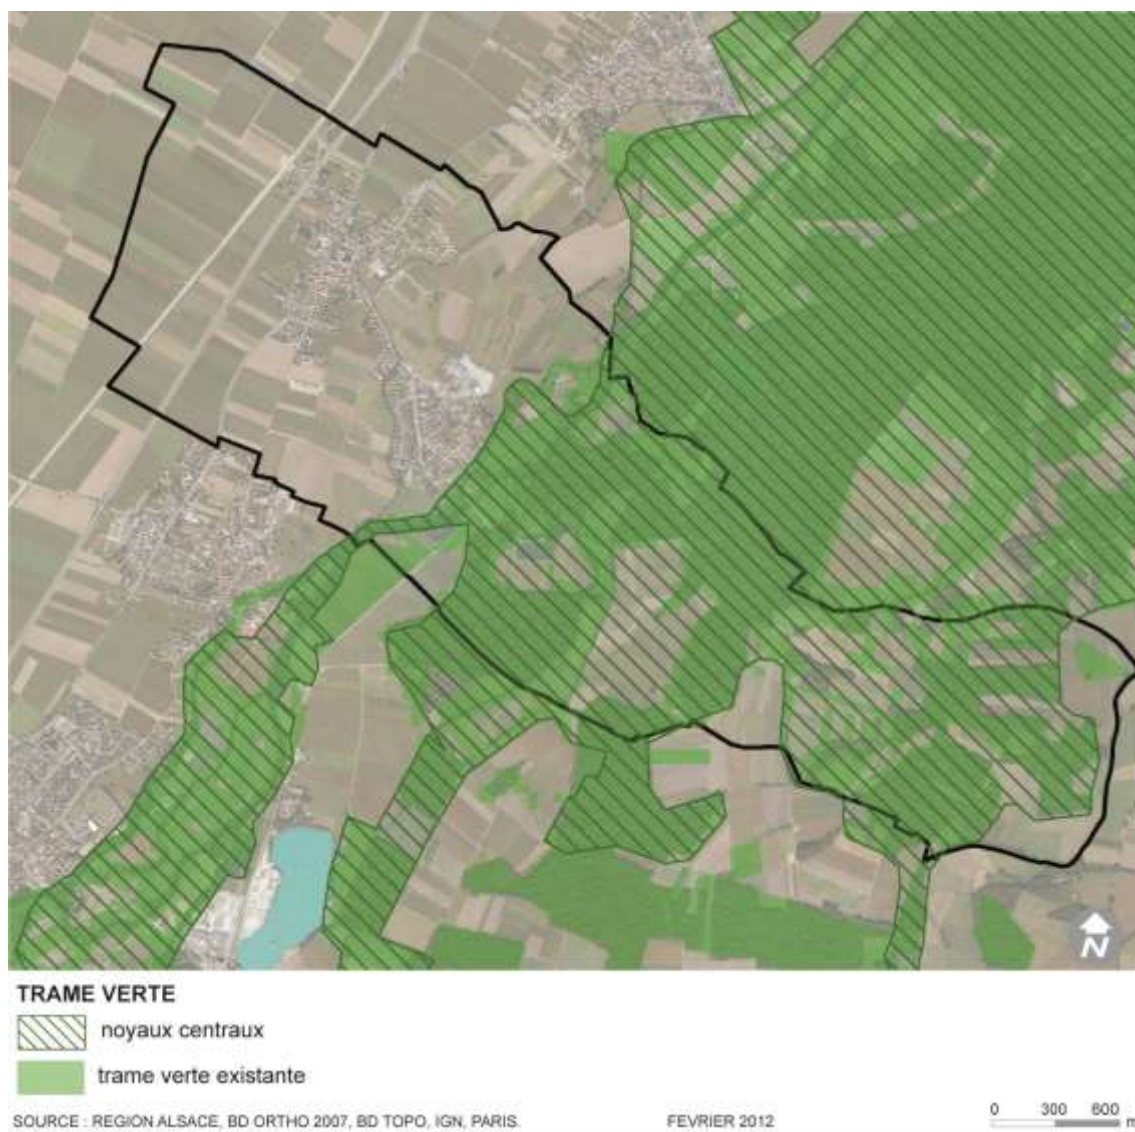 N
TRAME VERTE
noyaux centraux
trame verte existante
SOURCE : REGION ALSACE, BD ORTHO 2007, BD TOPO, IGN, PARIS. FEVRIER 2012 0 300 600 m